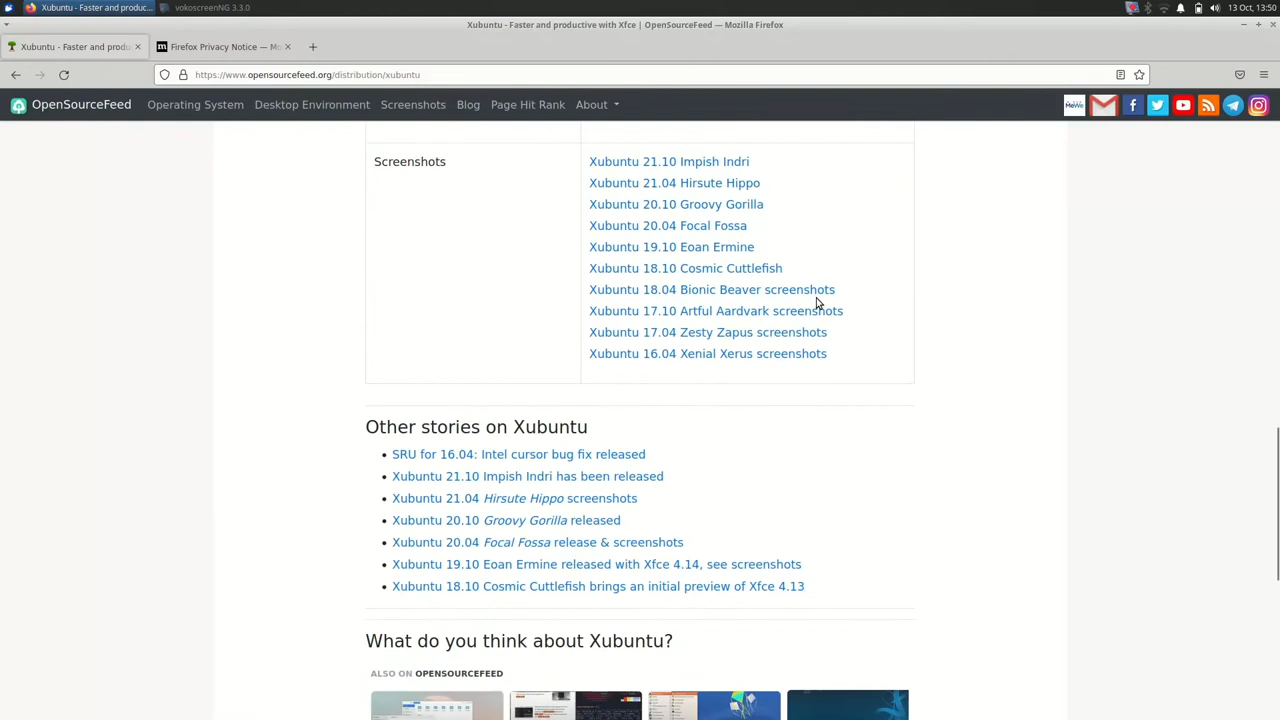 Xubuntu - Faster and produc...
vokoscreenNG 3.3.0
13 Oct, 13:50
Xubuntu - Faster and productive with Xfce | OpenSourceFeed — Mozilla Firefox
Xubuntu - Faster and produ
Firefox Privacy Notice — Mo
https://www.opensourcefeed.org/distribution/xubuntu
OpenSourceFeed
Operating System
Desktop Environment
Screenshots
Blog
Page Hit Rank
About
MeWe
Screenshots
Xubuntu 21.10 Impish Indri
Xubuntu 21.04 Hirsute Hippo
Xubuntu 20.10 Groovy Gorilla
Xubuntu 20.04 Focal Fossa
Xubuntu 19.10 Eoan Ermine
Xubuntu 18.10 Cosmic Cuttlefish
Xubuntu 18.04 Bionic Beaver screenshots
Xubuntu 17.10 Artful Aardvark screenshots
Xubuntu 17.04 Zesty Zapus screenshots
Xubuntu 16.04 Xenial Xerus screenshots
Other stories on Xubuntu
SRU for 16.04: Intel cursor bug fix released
Xubuntu 21.10 Impish Indri has been released
Xubuntu 21.04 Hirsute Hippo screenshots
Xubuntu 20.10 Groovy Gorilla released
Xubuntu 20.04 Focal Fossa release & screenshots
Xubuntu 19.10 Eoan Ermine released with Xfce 4.14, see screenshots
Xubuntu 18.10 Cosmic Cuttlefish brings an initial preview of Xfce 4.13
What do you think about Xubuntu?
ALSO ON OPENSOURCEFEED